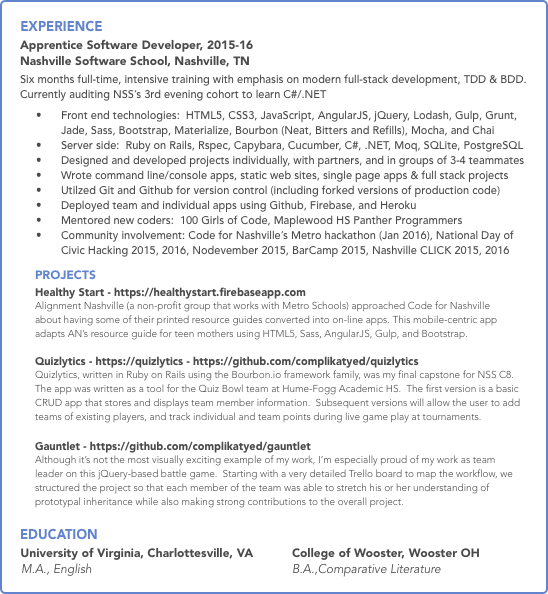 EXPERIENCE
Apprentice Software Developer, 2015-16
Nashville Software School, Nashville, TN
Six months full-time, intensive training with emphasis on modern full-stack development, TDD & BDD.
Currently auditing NSS's 3rd evening cohort to learn C#/.NET
• Front end technologies: HTML5, CSS3, JavaScript, AngularJS, jQuery, Lodash, Gulp, Grunt,
Jade, Sass, Bootstrap, Materialize, Bourbon (Neat, Bitters and Refills), Mocha, and Chai
• Server side: Ruby on Rails, Rspec, Capybara, Cucumber, C#, .NET, Moq, SQLite, PostgreSQL
• Designed and developed projects individually, with partners, and in groups of 3-4 teammates
• Wrote command line/console apps, static web sites, single page apps & full stack projects
• Utilzed Git and Github for version control (including forked versions of production code)
• Deployed team and individual apps using Github, Firebase, and Heroku
• Mentored new coders: 100 Girls of Code, Maplewood HS Panther Programmers
• Community involvement: Code for Nashville's Metro hackathon (Jan 2016), National Day of
Civic Hacking 2015, 2016, Nodevember 2015, BarCamp 2015, Nashville CLICK 2015, 2016
PROJECTS
Healthy Start - https://healthystart.firebaseapp.com
Alignment Nashville (a non-profit group that works with Metro Schools) approached Code for Nashville
about having some of their printed resource guides converted into on-line apps. This mobile-centric app
adapts AN's resource guide for teen mothers using HTML5, Sass, AngularJS, Gulp, and Bootstrap.
Quizlytics - https://quizlytics - https://github.com/complikatyed/quizlytics
Quizlytics, written in Ruby on Rails using the Bourbon.io framework family, was my final capstone for NSS C8.
The app was written as a tool for the Quiz Bowl team at Hume-Fogg Academic HS. The first version is a basic
CRUD app that stores and displays team member information. Subsequent versions will allow the user to add
teams of existing players, and track individual and team points during live game play at tournaments.
Gauntlet - https://github.com/complikatyed/gauntlet
Although it's not the most visually exciting example of my work, I'm especially proud of my work as team
leader on this jQuery-based battle game. Starting with a very detailed Trello board to map the workflow, we
structured the project so that each member of the team was able to stretch his or her understanding of
prototypal inheritance while also making strong contributions to the overall project.
EDUCATION
University of Virginia, Charlottesville, VA
M.A., English
College of Wooster, Wooster OH
B.A.,Comparative Literature